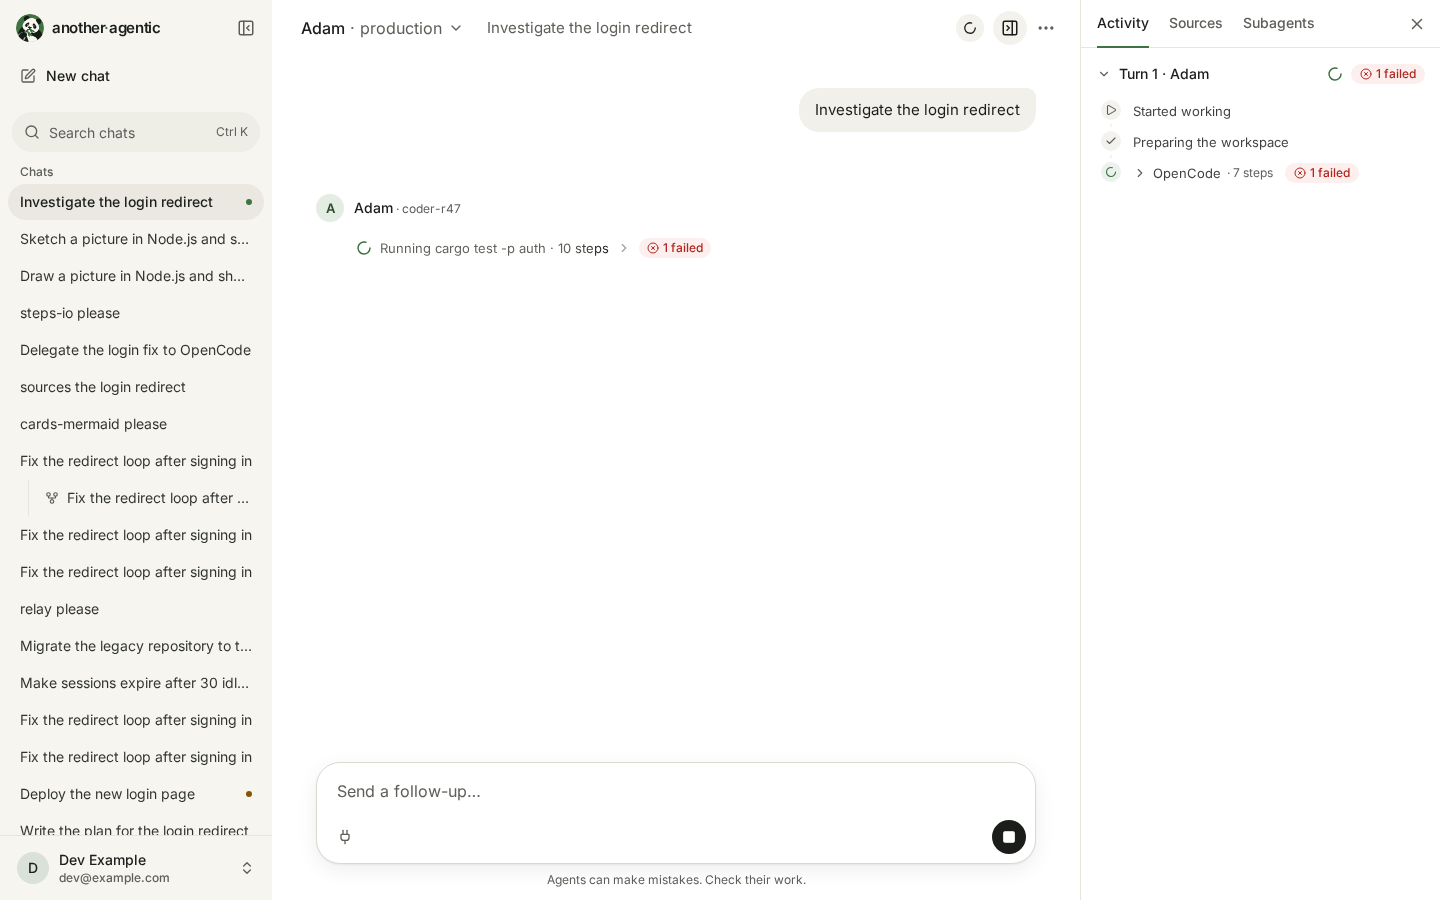 another·agentic
New chat
Search chats
Ctrl K
Chats
Investigate the login redirect
Sketch a picture in Node.js and s...
Draw a picture in Node.js and sh...
steps-io please
Delegate the login fix to OpenCode
sources the login redirect
cards-mermaid please
Fix the redirect loop after signing in
Fix the redirect loop after ...
Fix the redirect loop after signing in
Fix the redirect loop after signing in
relay please
Migrate the legacy repository to t...
Make sessions expire after 30 idl...
Fix the redirect loop after signing in
Fix the redirect loop after signing in
Deploy the new login page
Write the plan for the login redirect
D
Dev Example
dev@example.com
Adam · production
Investigate the login redirect
Investigate the login redirect
A
Adam · coder-r47
Running cargo test -p auth · 10 steps
1 failed
Send a follow-up...
Agents can make mistakes. Check their work.
Activity
Sources
Subagents
Turn 1 · Adam
1 failed
Started working
Preparing the workspace
OpenCode · 7 steps
1 failed